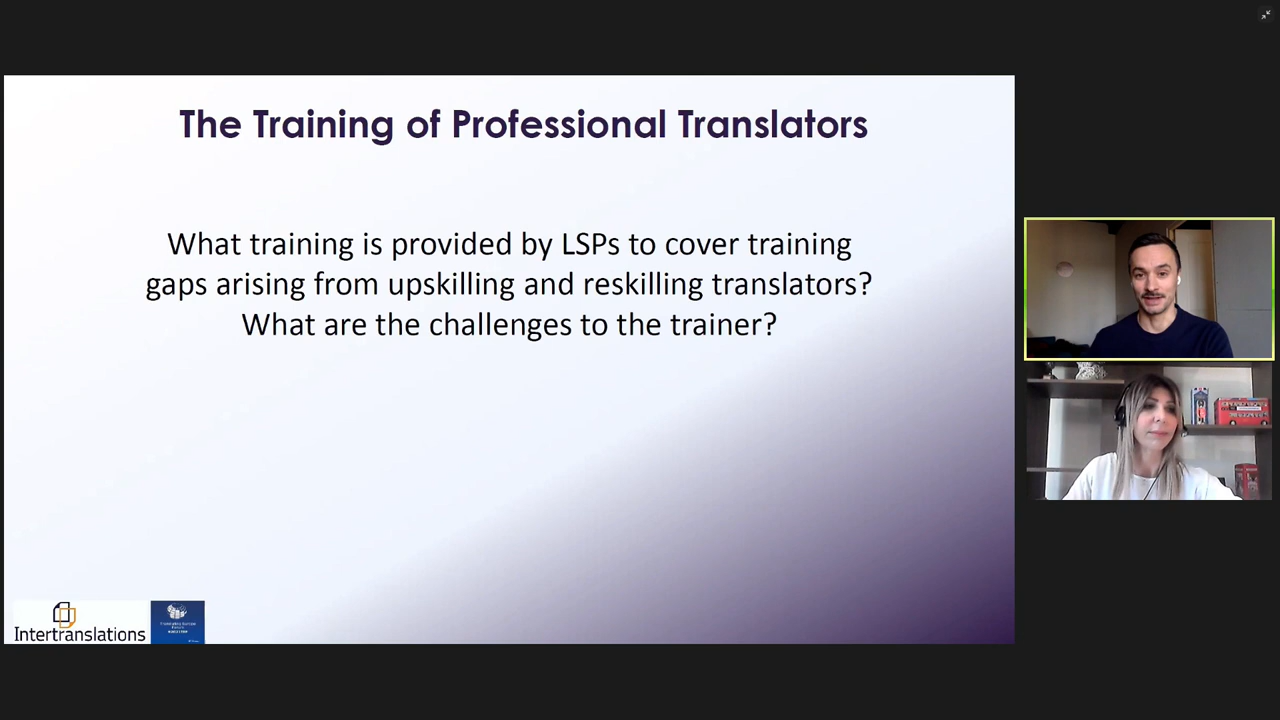 The Training of Professional Translators
What training is provided by LSPs to cover training
gaps arising from upskilling and reskilling translators?
What are the challenges to the trainer?
Intertranslations